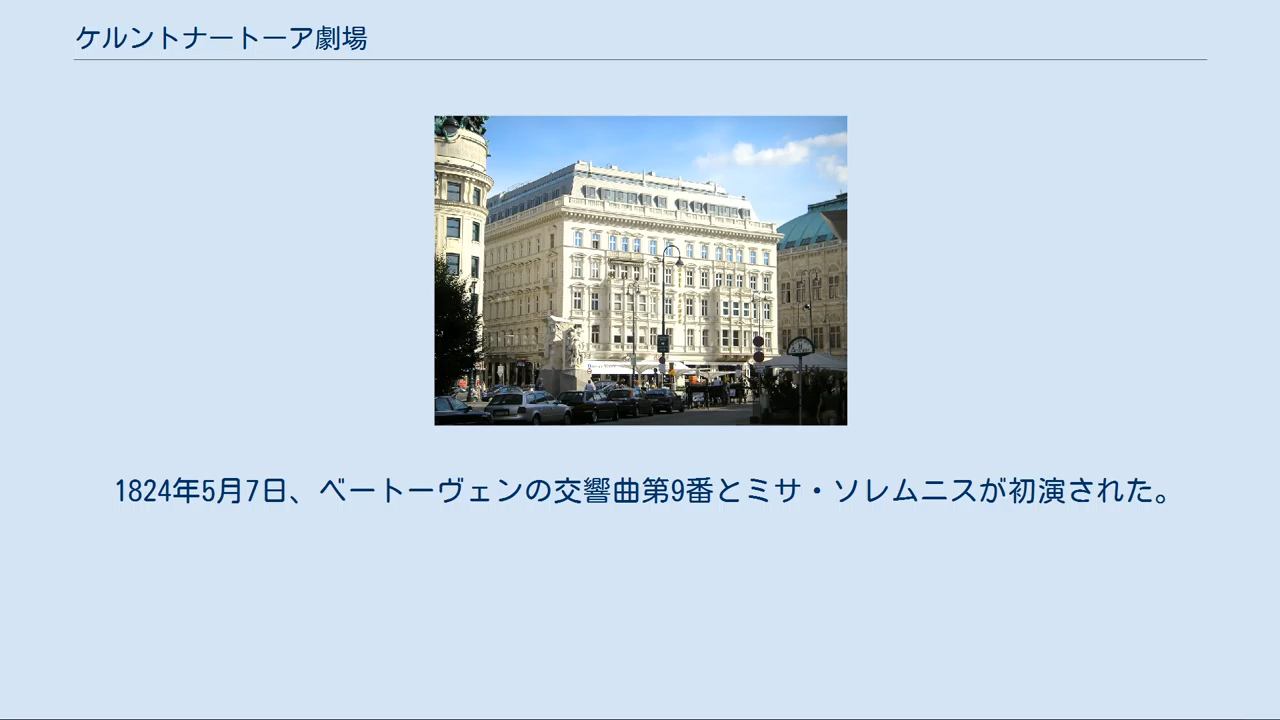 ケルントナートーア劇場
1824年5月7日、ベートーヴェンの交響曲第9番とミサ・ソレムニスが初演された。